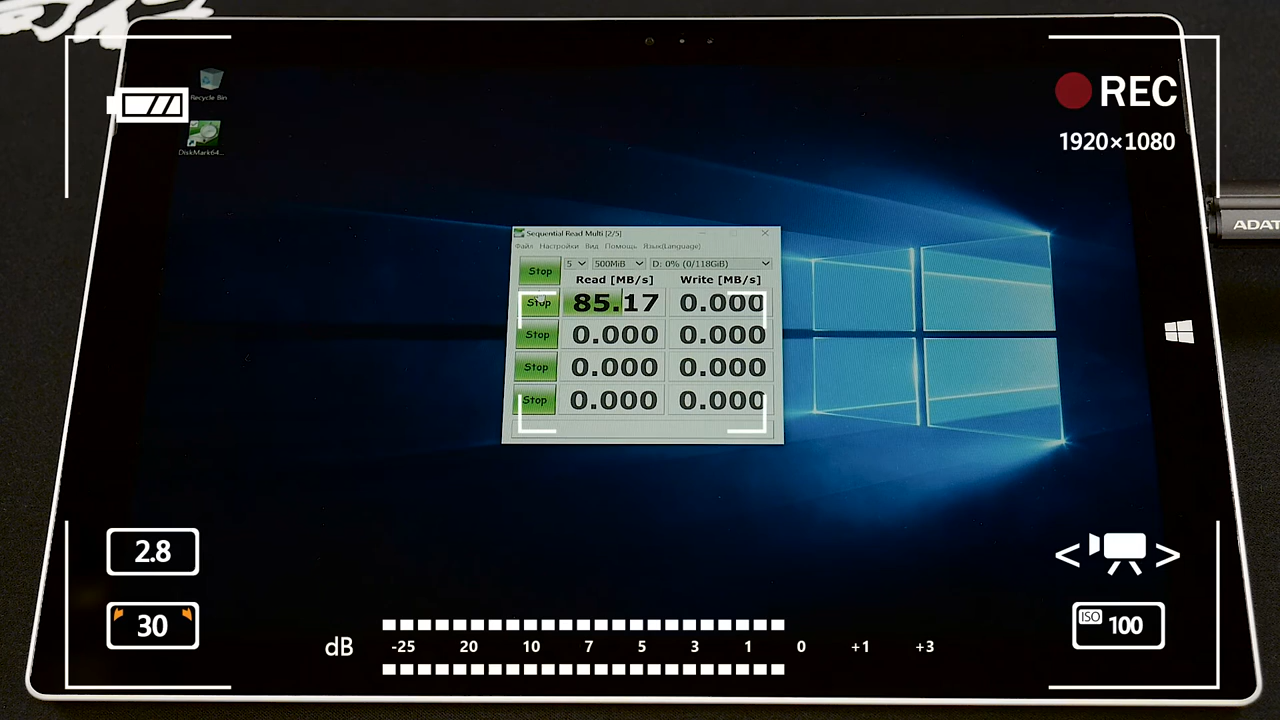 REC
1920×1080
Recycle Bin
DiskMark64...
ADAT
Sequential Read Multi [2/5]
Файл Настройки Вид Помощь Язык(Language)
Stop 5 500MiB D: 0% (0/118GiB)
Read [MB/s] Write [MB/s]
Stop 85.17 0.000
Stop 0.000 0.000
Stop 0.000 0.000
Stop 0.000 0.000
2.8
30
ISO 100
dB -25 20 10 7 5 3 1 0 +1 +3